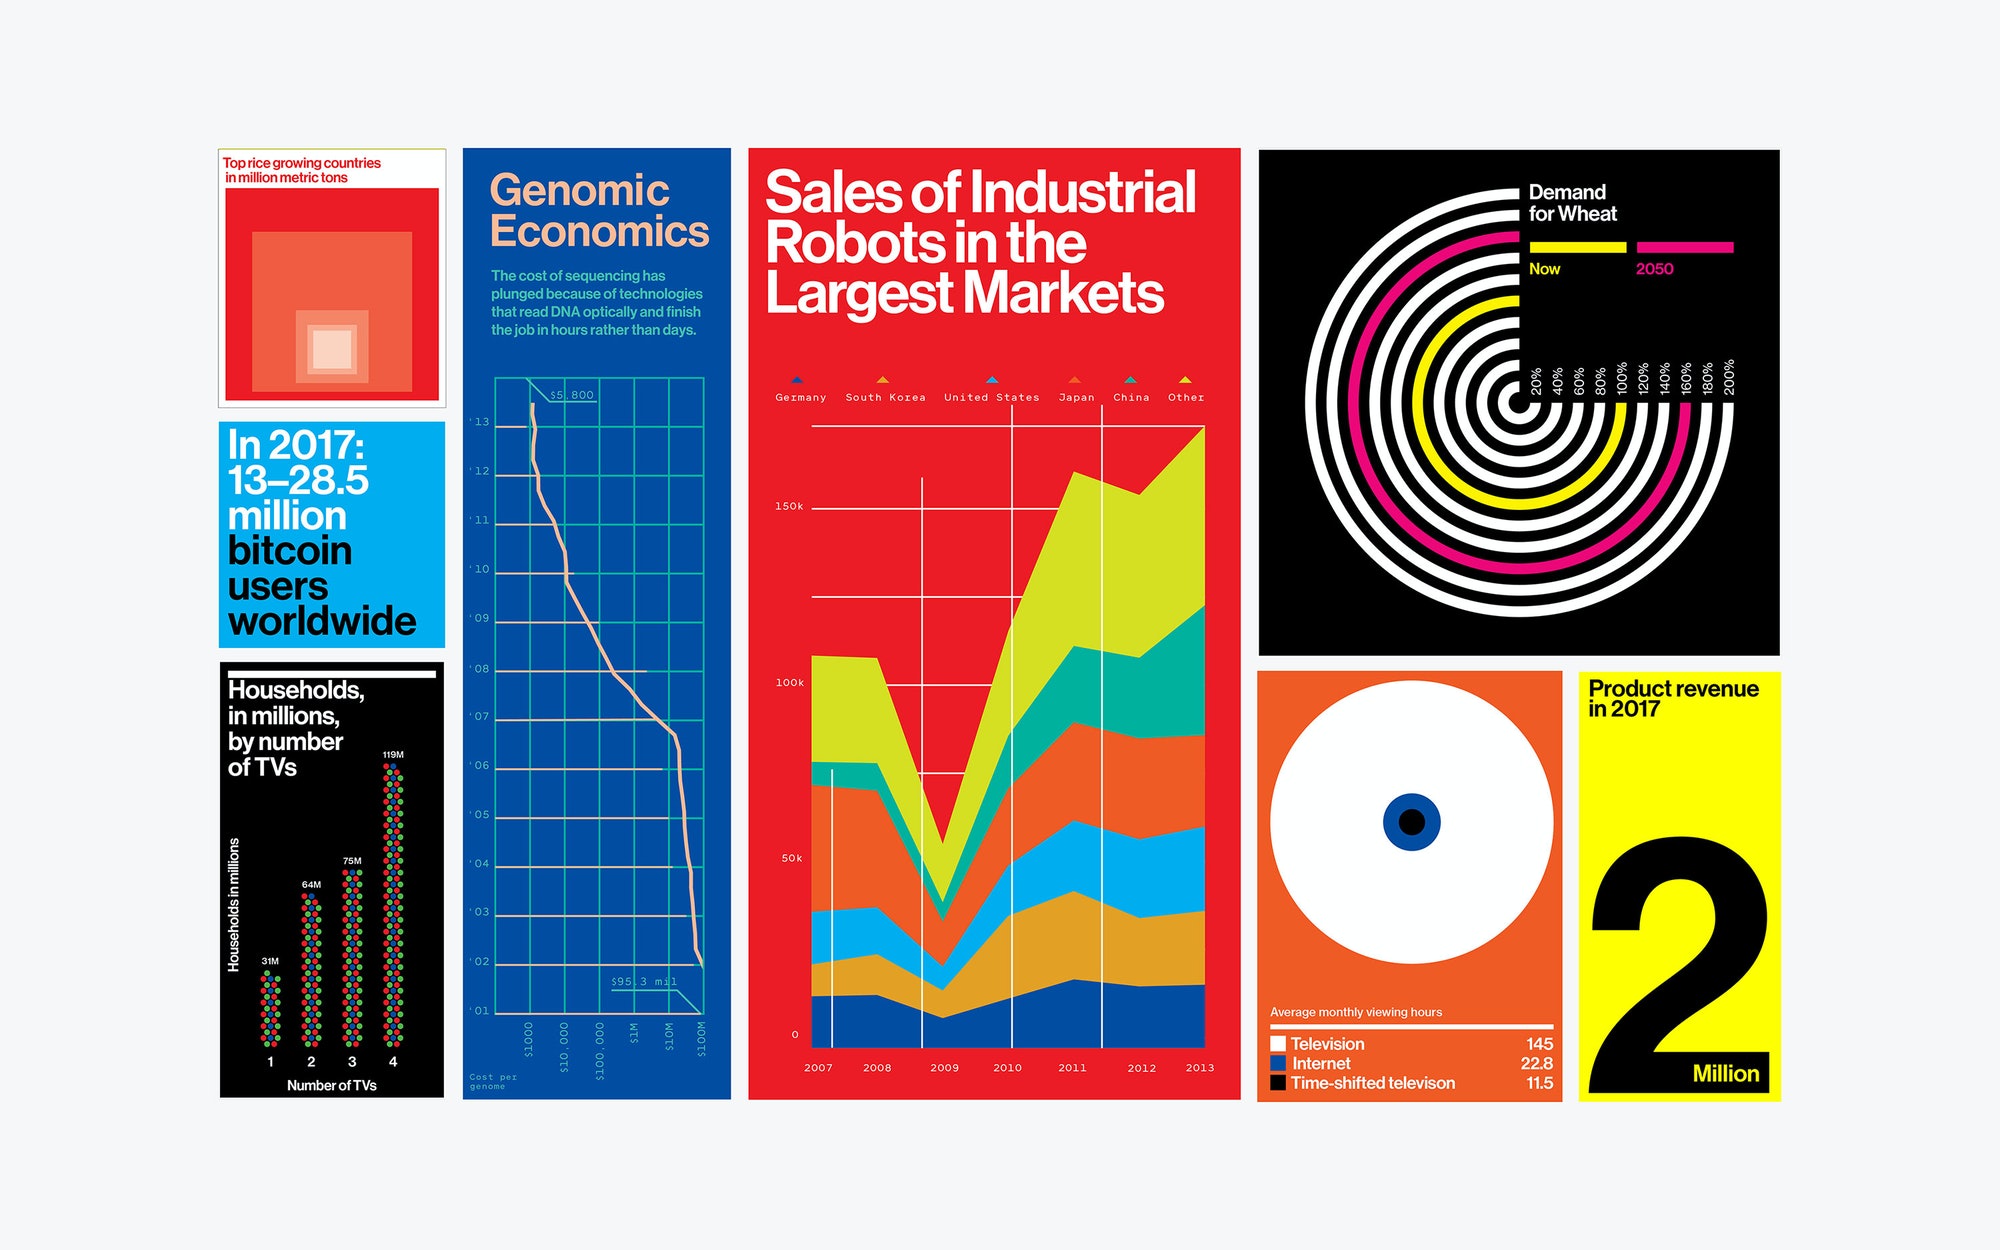 Top rice growing countries
in million metric tons
In 2017:
13–28.5
million
bitcoin
users
worldwide
Households,
in millions,
by number
of TVs
119M
75M
64M
31M
Households in millions
1 2 3 4
Number of TVs
Genomic
Economics
The cost of sequencing has
plunged because of technologies
that read DNA optically and finish
the job in hours rather than days.
$5,800
'13
'12
'11
'10
'09
'08
'07
'06
'05
'04
'03
'02
$95.3 mil
'01
$1000 $10,000 $100,000 $1M $10M $100M
Cost per
genome
Sales of Industrial
Robots in the
Largest Markets
Germany South Korea United States Japan China Other
150k
100k
50k
0
2007 2008 2009 2010 2011 2012 2013
Demand
for Wheat
Now 2050
20% 40% 60% 80% 100% 120% 140% 160% 180% 200%
Average monthly viewing hours
Television 145
Internet 22.8
Time-shifted televison 11.5
Product revenue
in 2017
2
Million